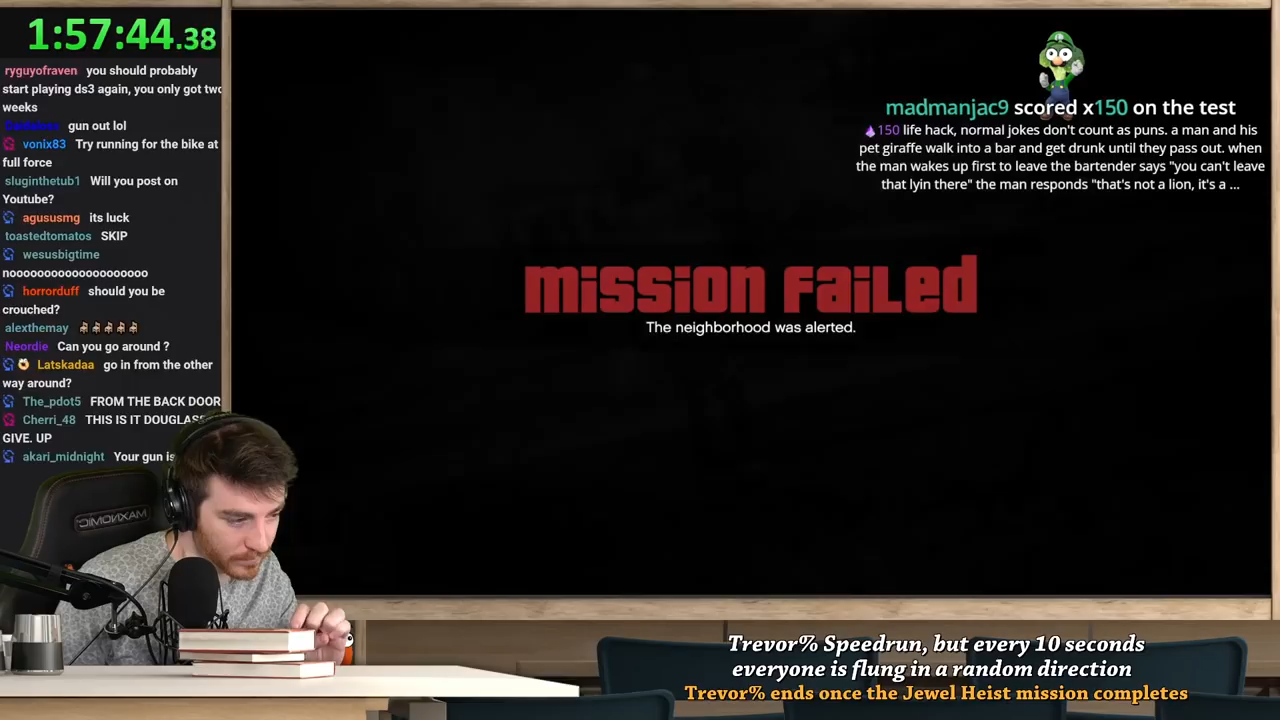 1:57:44.38
ryguyofraven you should probably
start playing ds3 again, you only got two
weeks
gun out lol
vonix83 Try running for the bike at
full force
sluginthetub1 Will you post on
Youtube?
agususmg its luck
toastedtomatos SKIP
wesusbigtime
nooooooooooooooooooo
horrorduff should you be
crouched?
alexthemay
Neordie Can you go around ?
Latskadaa go in from the other
way around?
The_pdot5 FROM THE BACK DOOR
Cherri_48 THIS IS IT DOUGLASS
GIVE. UP
akari_midnight Your gun is
madmanjac9 scored x150 on the test
150 life hack, normal jokes don't count as puns. a man and his
pet giraffe walk into a bar and get drunk until they pass out. when
the man wakes up first to leave the bartender says "you can't leave
that lyin there" the man responds "that's not a lion, it's a ...
mission failed
The neighborhood was alerted.
MAXNOMIC
Trevor% Speedrun, but every 10 seconds
everyone is flung in a random direction
Trevor% ends once the Jewel Heist mission completes